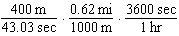 400 m / 43.03 sec · 0.62 mi / 1000 m · 3600 sec / 1 hr